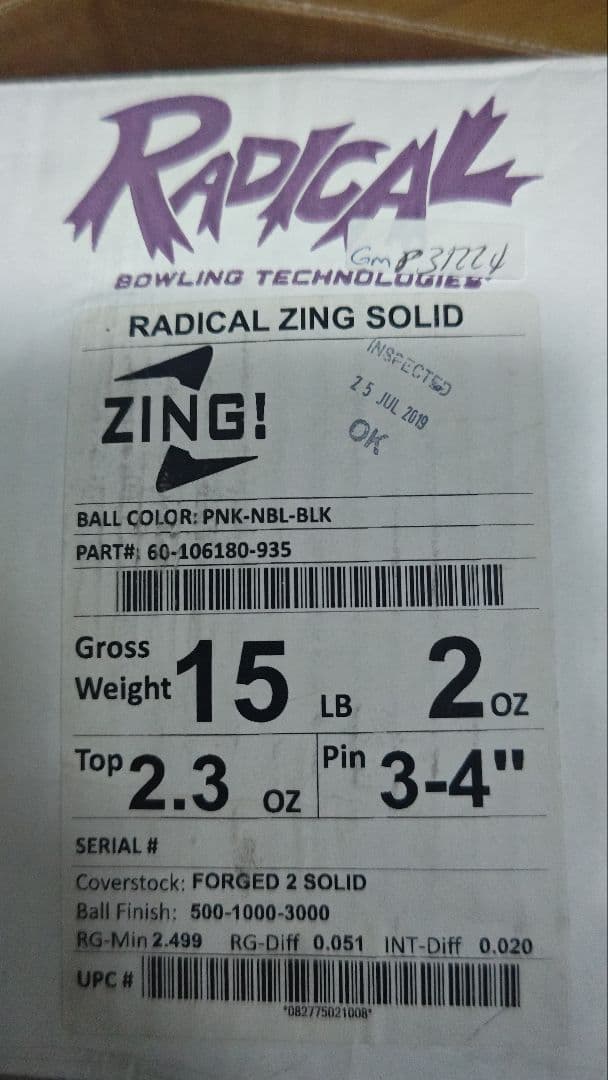 RADICAL
BOWLING TECHNOLOGIES
RADICAL ZING SOLID
INSPECTED
25 JUL 2019
OK
ZING!
BALL COLOR: PNK-NBL-BLK
PART#: 60-106180-935
Gross
Weight 15 LB 2 OZ
Top 2.3 OZ
Pin 3-4"
SERIAL #
Coverstock: FORGED 2 SOLID
Ball Finish: 500-1000-3000
RG-Min 2.499 RG-Diff 0.051 INT-Diff 0.020
UPC #
*082775021008*